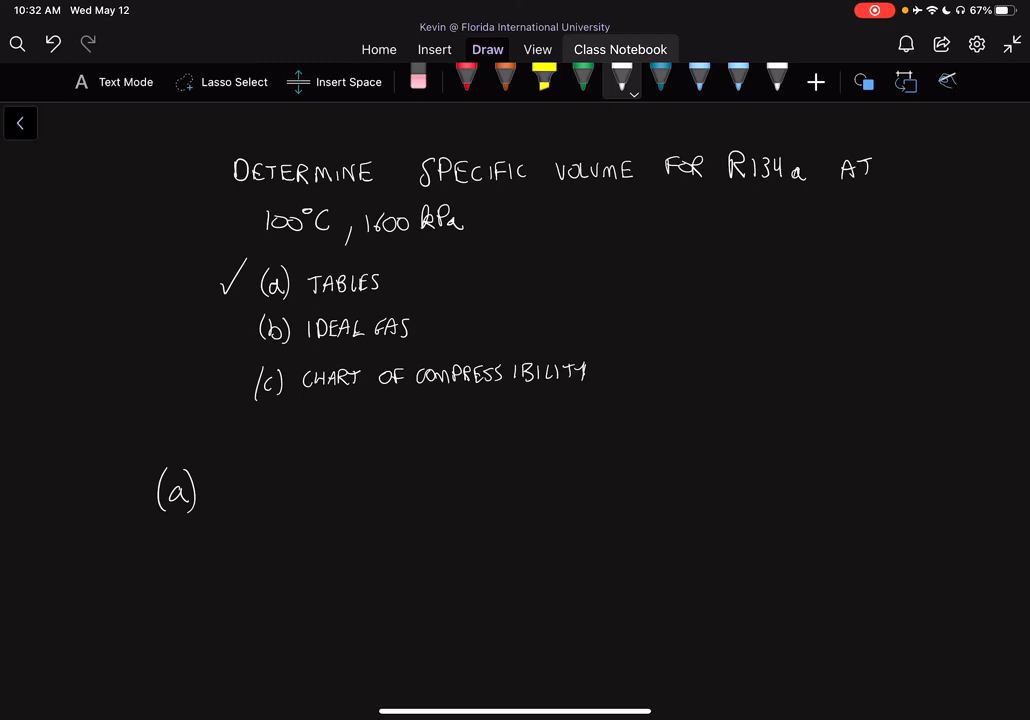 10:32 AM Wed May 12
67%
Kevin @ Florida International University
Home Insert Draw View Class Notebook
A Text Mode Lasso Select Insert Space
DETERMINE SPECIFIC VOLUME FOR R134a AT
100°C, 1600 kPa
✓ (a) TABLES
(b) IDEAL GAS
(c) CHART OF COMPRESSIBILITY
(a)